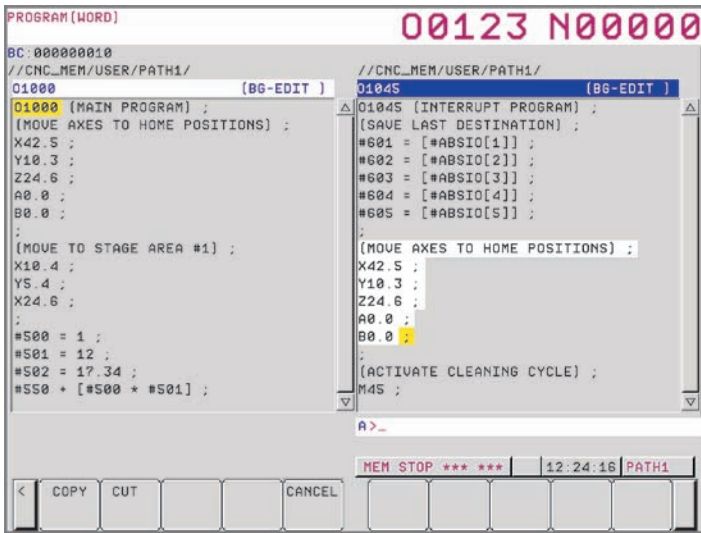 PROGRAM(WORD)
O0123 N00000
BC:000000010
//CNC_MEM/USER/PATH1/
O1000 (BG-EDIT )
O1000 (MAIN PROGRAM) ;
(MOVE AXES TO HOME POSITIONS) ;
X42.5 ;
Y10.3 ;
Z24.6 ;
A0.0 ;
B0.0 ;
;
(MOVE TO STAGE AREA #1) ;
X10.4 ;
Y5.4 ;
X24.6 ;
;
#500 = 1 ;
#501 = 12 ;
#502 = 17.34 ;
#550 + [#500 * #501] ;
//CNC_MEM/USER/PATH1/
O1045 (BG-EDIT )
O1045 (INTERRUPT PROGRAM) ;
(SAVE LAST DESTINATION) ;
#601 = [#ABSIO[1]] ;
#602 = [#ABSIO[2]] ;
#603 = [#ABSIO[3]] ;
#604 = [#ABSIO[4]] ;
#605 = [#ABSIO[5]] ;
;
(MOVE AXES TO HOME POSITIONS) ;
X42.5 ;
Y10.3 ;
Z24.6 ;
A0.0 ;
B0.0 ;
;
(ACTIVATE CLEANING CYCLE) ;
M45 ;
A>_
MEM STOP *** *** 12:24:16 PATH1
< COPY CUT CANCEL